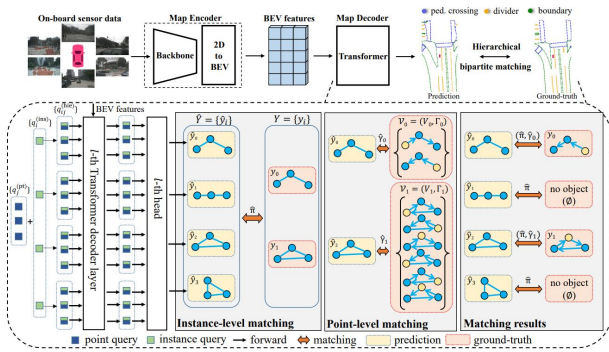 On-board sensor data
Map Encoder
Backbone
2D
to
BEV
BEV features
Map Decoder
Transformer
ped. crossing
divider
boundary
Hierarchical
bipartite matching
Prediction
Ground-truth
{q_i^(ins)}
{q_ij^(hie)}
BEV features
{q_j^(pt)}
+
l-th Transformer decoder layer
l-th head
Ŷ = {ŷ_i}
Y = {y_i}
ŷ_0
ŷ_1
ŷ_2
ŷ_3
y_0
y_1
π̂
Instance-level matching
V_0 = (V_0, Γ_0)
ŷ_0
γ̂_0
V_1 = (V_1, Γ_1)
ŷ_2
γ̂_1
Point-level matching
ŷ_0
(π̂, γ̂_0)
y_0
ŷ_1
π̂
no object
(∅)
ŷ_2
(π̂, γ̂_1)
y_1
ŷ_3
π̂
no object
(∅)
Matching results
point query
instance query
forward
matching
prediction
ground-truth